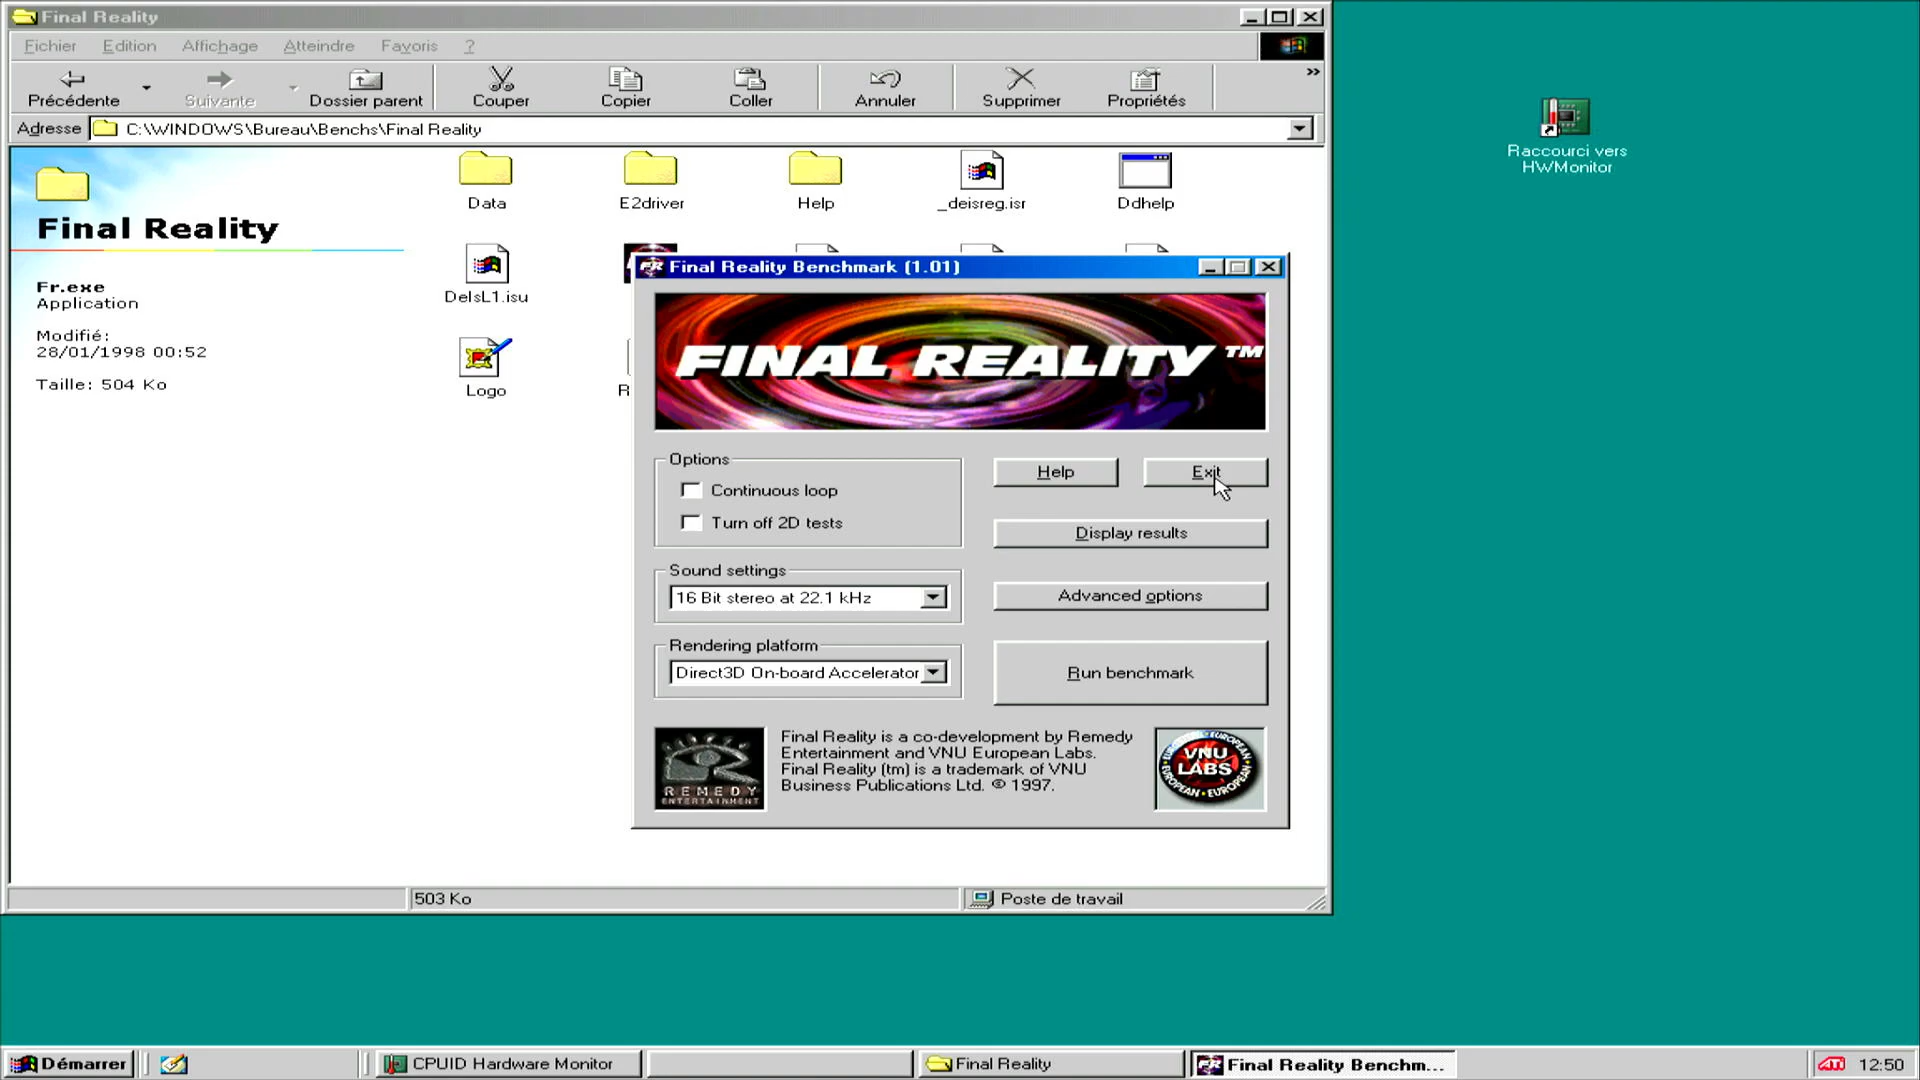 Final Reality
Fichier Edition Affichage Atteindre Favoris ?
Précédente Suivante Dossier parent Couper Copier Coller Annuler Supprimer Propriétés »
Adresse C:\WINDOWS\Bureau\Benchs\Final Reality
Final Reality
Fr.exe
Application
Modifié:
28/01/1998 00:52
Taille: 504 Ko
Data E2driver Help _deisreg.isr Ddhelp
DeIsL1.isu
Logo R
Final Reality Benchmark (1.01)
FINAL REALITY™
Options
Continuous loop
Turn off 2D tests
Sound settings
16 Bit stereo at 22.1 kHz
Rendering platform
Direct3D On-board Accelerator
Help Exit
Display results
Advanced options
Run benchmark
REMEDY
ENTERTAINMENT
Final Reality is a co-development by Remedy
Entertainment and VNU European Labs.
Final Reality (tm) is a trademark of VNU
Business Publications Ltd. © 1997.
VNU
LABS
EUROPEAN EUROPEAN
503 Ko Poste de travail
Raccourci vers
HWMonitor
Démarrer CPUID Hardware Monitor Final Reality Final Reality Benchm... ATI 12:50